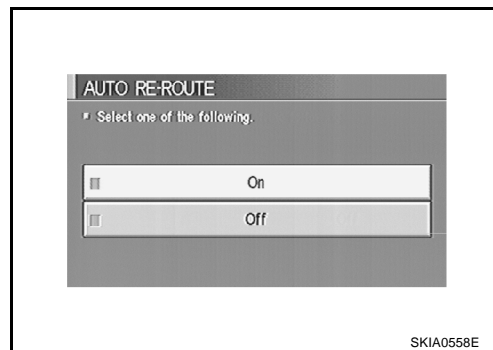 AUTO RE-ROUTE
Select one of the following.
On
Off
SKIA0558E